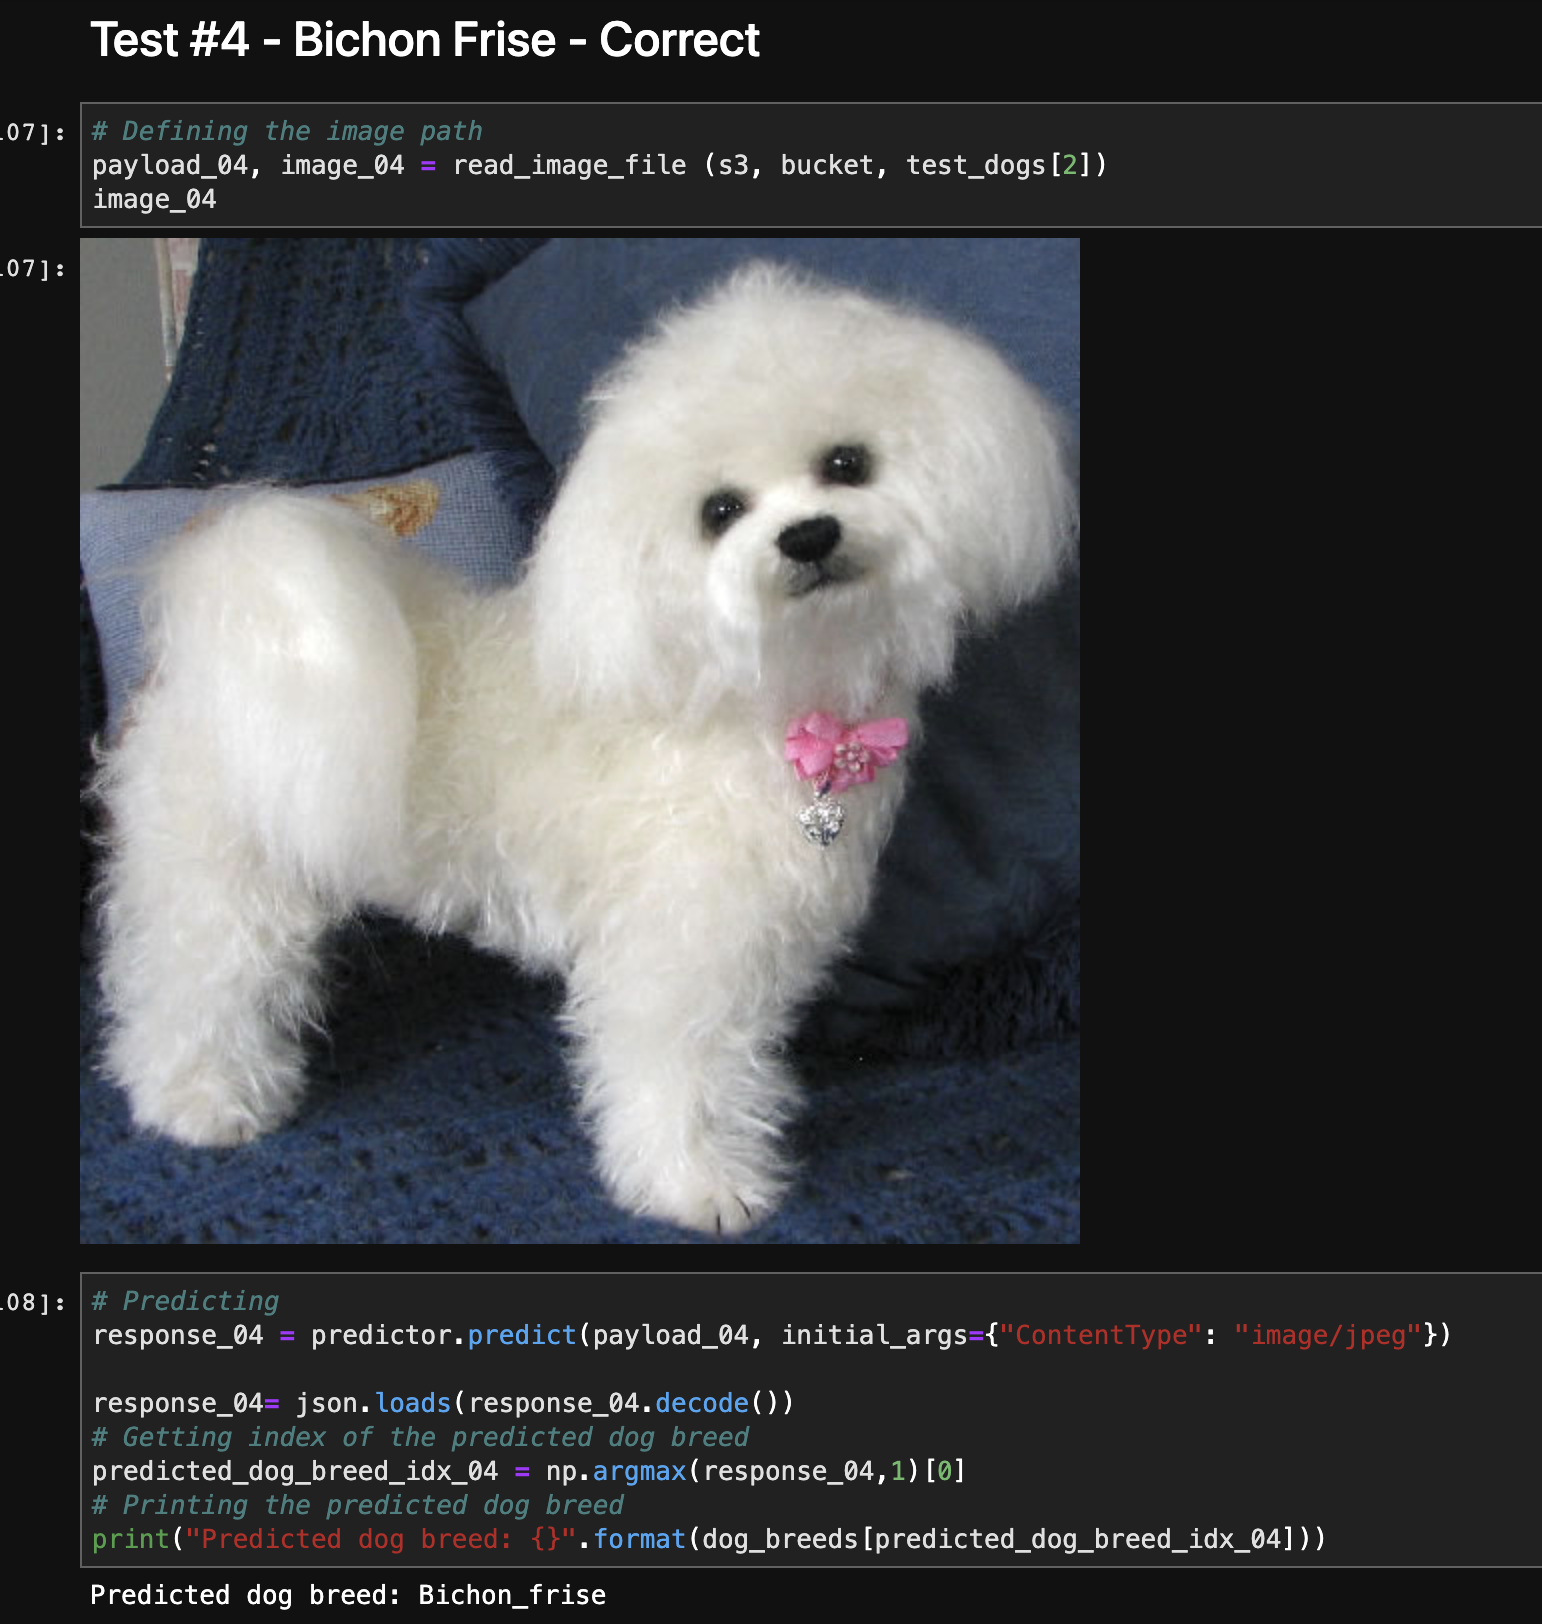 Test #4 - Bichon Frise - Correct
07]:
# Defining the image path
payload_04, image_04 = read_image_file (s3, bucket, test_dogs[2])
image_04
07]:
08]:
# Predicting
response_04 = predictor.predict(payload_04, initial_args={"ContentType": "image/jpeg"})
response_04= json.loads(response_04.decode())
# Getting index of the predicted dog breed
predicted_dog_breed_idx_04 = np.argmax(response_04,1)[0]
# Printing the predicted dog breed
print("Predicted dog breed: {}".format(dog_breeds[predicted_dog_breed_idx_04]))
Predicted dog breed: Bichon_frise